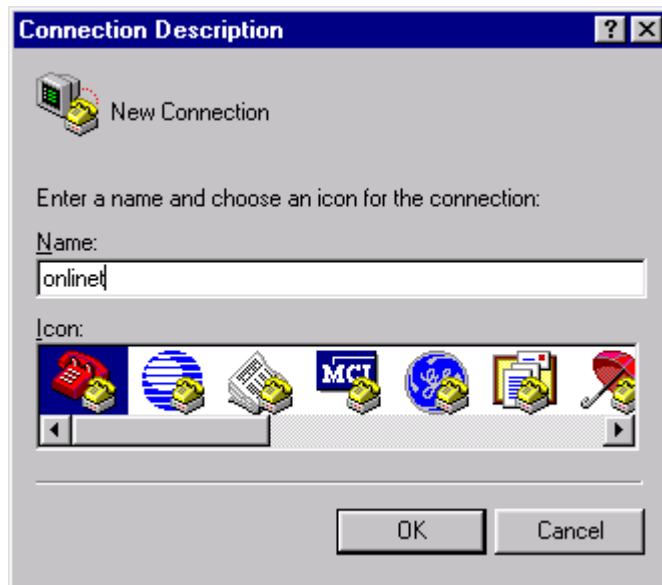 Connection Description
New Connection
Enter a name and choose an icon for the connection:
Name:
onlinet
Icon:
MCI
OK Cancel